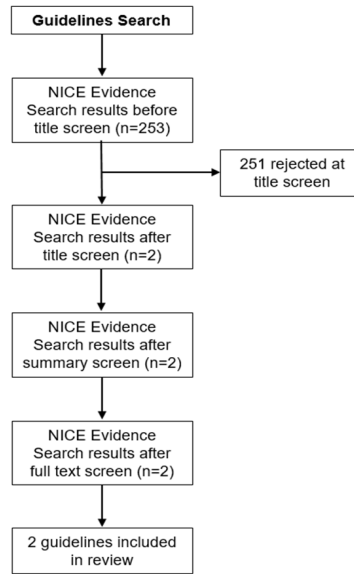 Guidelines Search
NICE Evidence
Search results before
title screen (n=253)
251 rejected at
title screen
NICE Evidence
Search results after
title screen (n=2)
NICE Evidence
Search results after
summary screen (n=2)
NICE Evidence
Search results after
full text screen (n=2)
2 guidelines included
in review